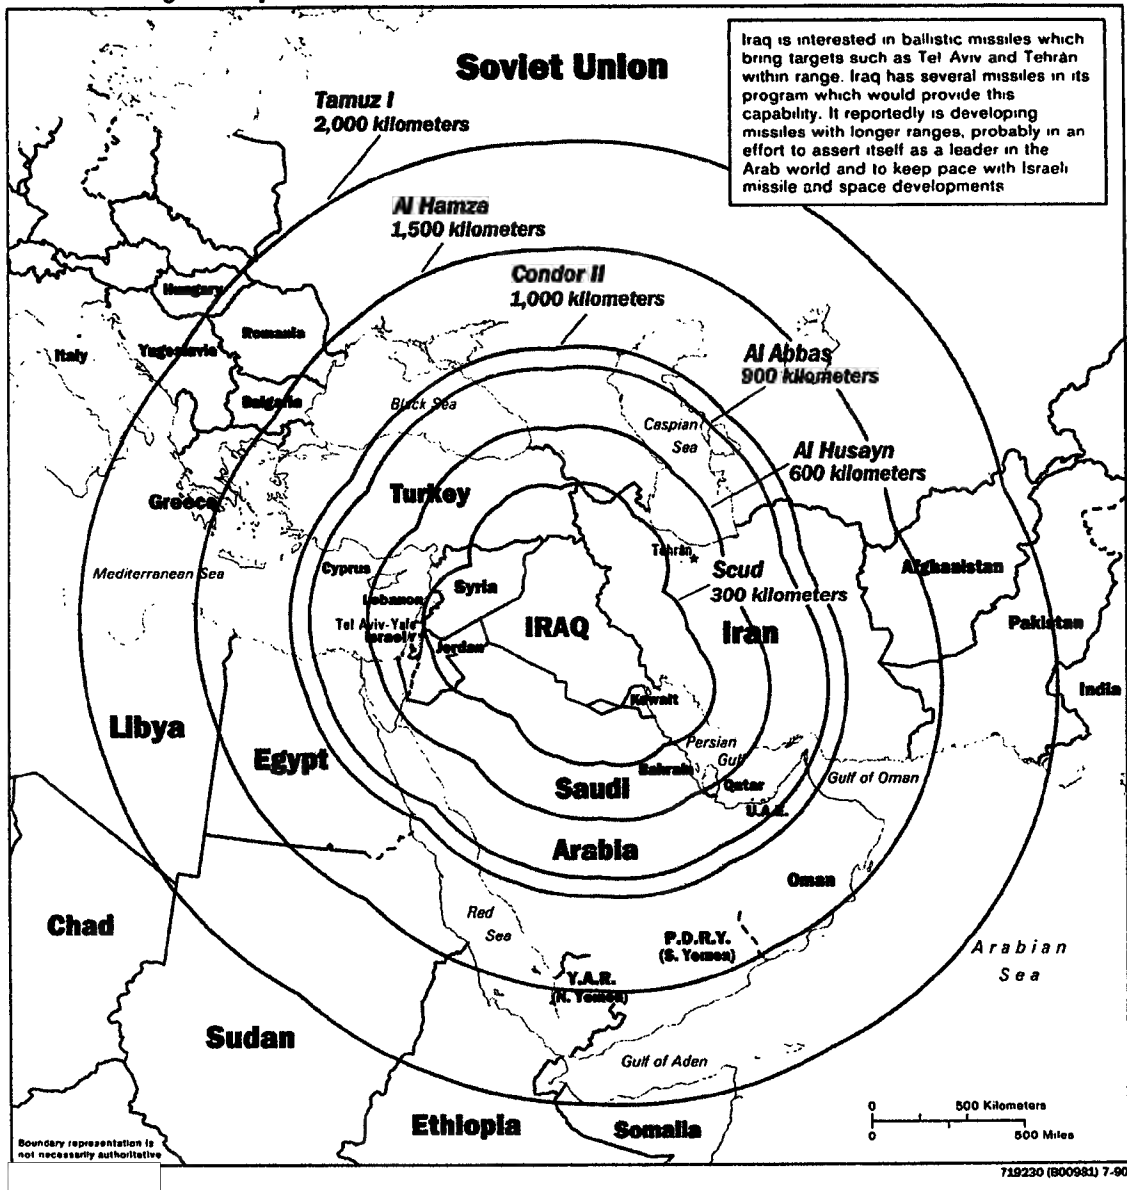 Iraq is interested in ballistic missiles which
bring targets such as Tel Aviv and Tehrān
within range. Iraq has several missiles in its
program which would provide this
capability. It reportedly is developing
missiles with longer ranges, probably in an
effort to assert itself as a leader in the
Arab world and to keep pace with Israeli
missile and space developments
Soviet Union
Tamuz I
2,000 kilometers
Al Hamza
1,500 kilometers
Condor II
1,000 kilometers
Al Abbas
900 kilometers
Al Husayn
600 kilometers
Scud
300 kilometers
Hungary
Romania
Italy
Yugoslavia
Bulgaria
Black Sea
Caspian
Sea
Greece
Turkey
Tehrān
Mediterranean Sea
Cyprus
Syria
Lebanon
Tel Aviv-Yafo
Israel
Jordan
IRAQ
Iran
Afghanistan
Pakistan
India
Kuwait
Libya
Egypt
Persian
Gulf
Bahrain
Qatar
Gulf of Oman
U.A.E.
Saudi
Arabia
Oman
Chad
Red
Sea
P.D.R.Y.
(S. Yemen)
Y.A.R.
(N. Yemen)
Arabian
Sea
Sudan
Gulf of Aden
Ethiopia
Somalia
0 500 Kilometers
0 500 Miles
Boundary representation is
not necessarily authoritative
719230 (B00981) 7-90